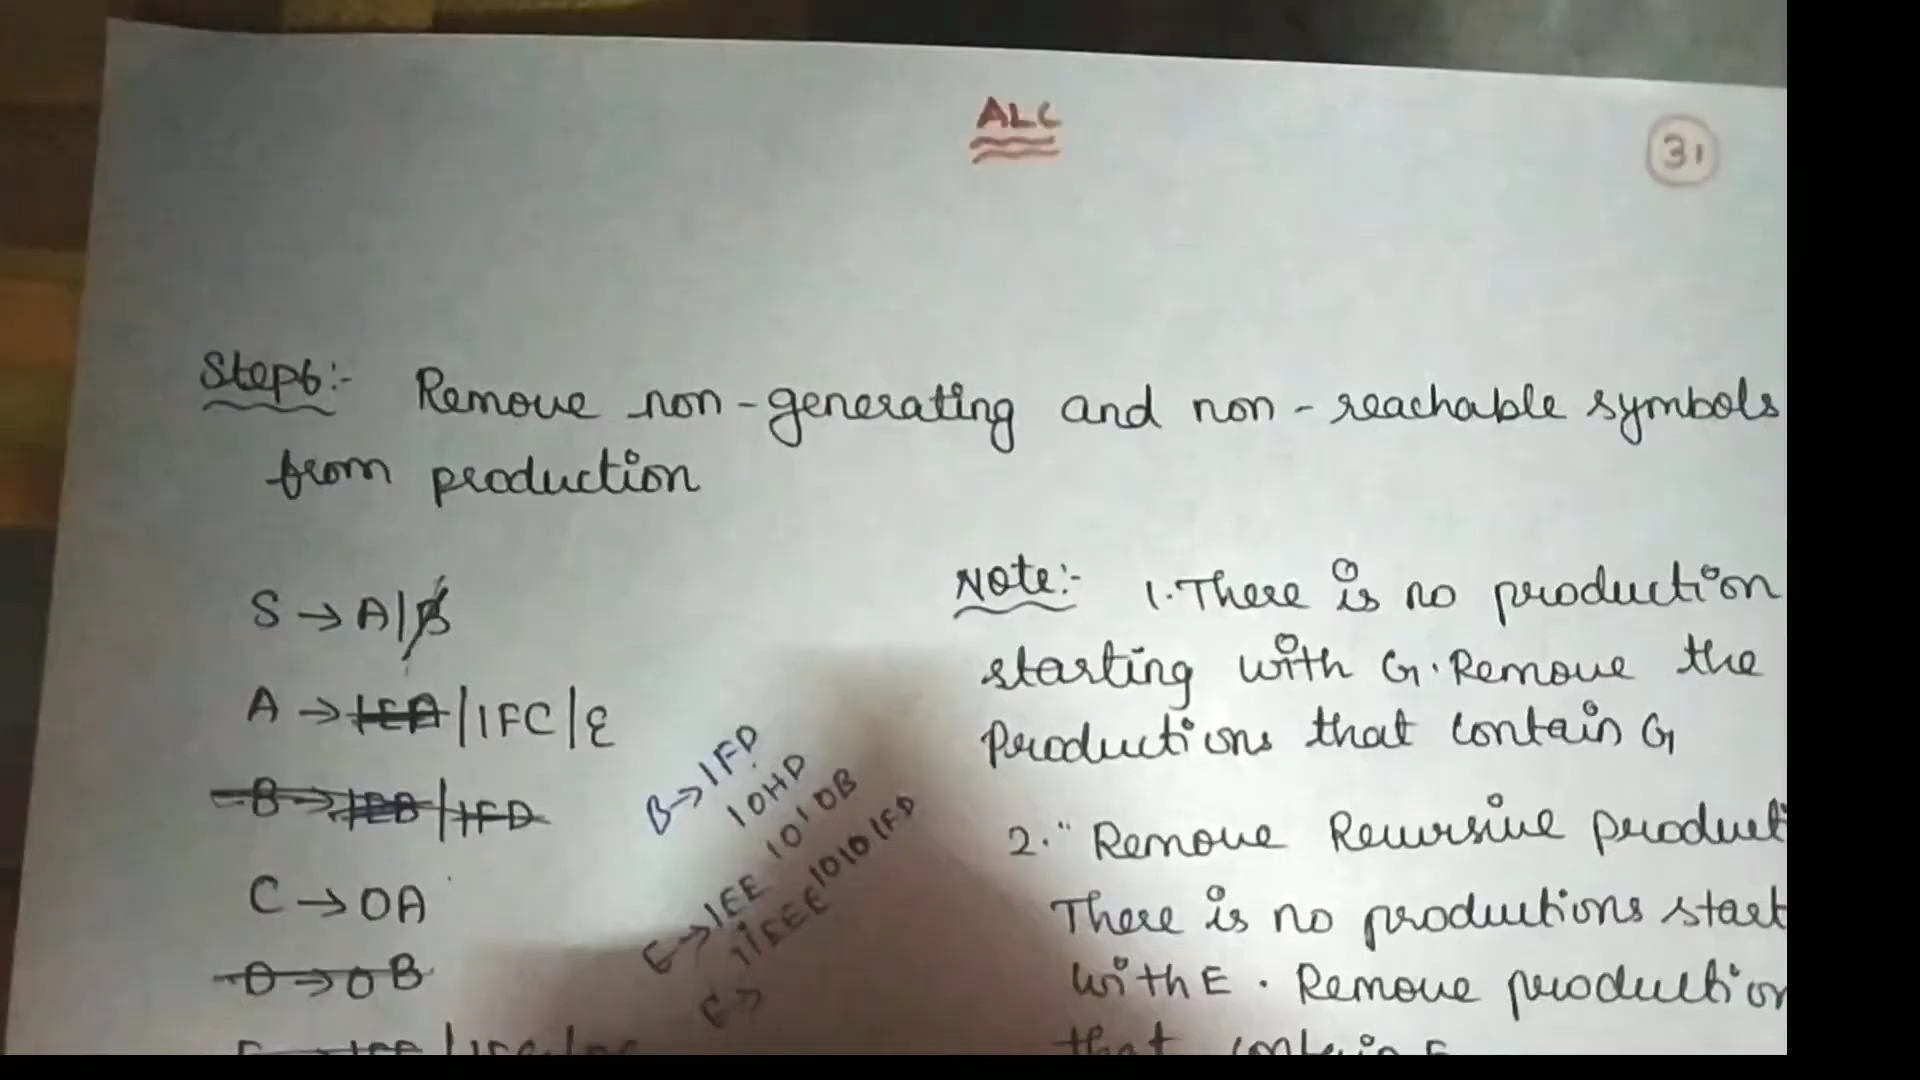 ALC
31
Step6:- Remove non-generating and non-reachable symbols
from production
S → A|B
A → 1EA|1FC|ε
B → 1EB|1FD
C → 0A
D → 0B
B → 1FD
10HD
1010B
10101FD
E → 1EE
11EEE
E →
Note:- 1. There is no production
starting with G. Remove the
Productions that contain G
2. " Remove Recursive product
There is no productions start
with E. Remove production
that contain E